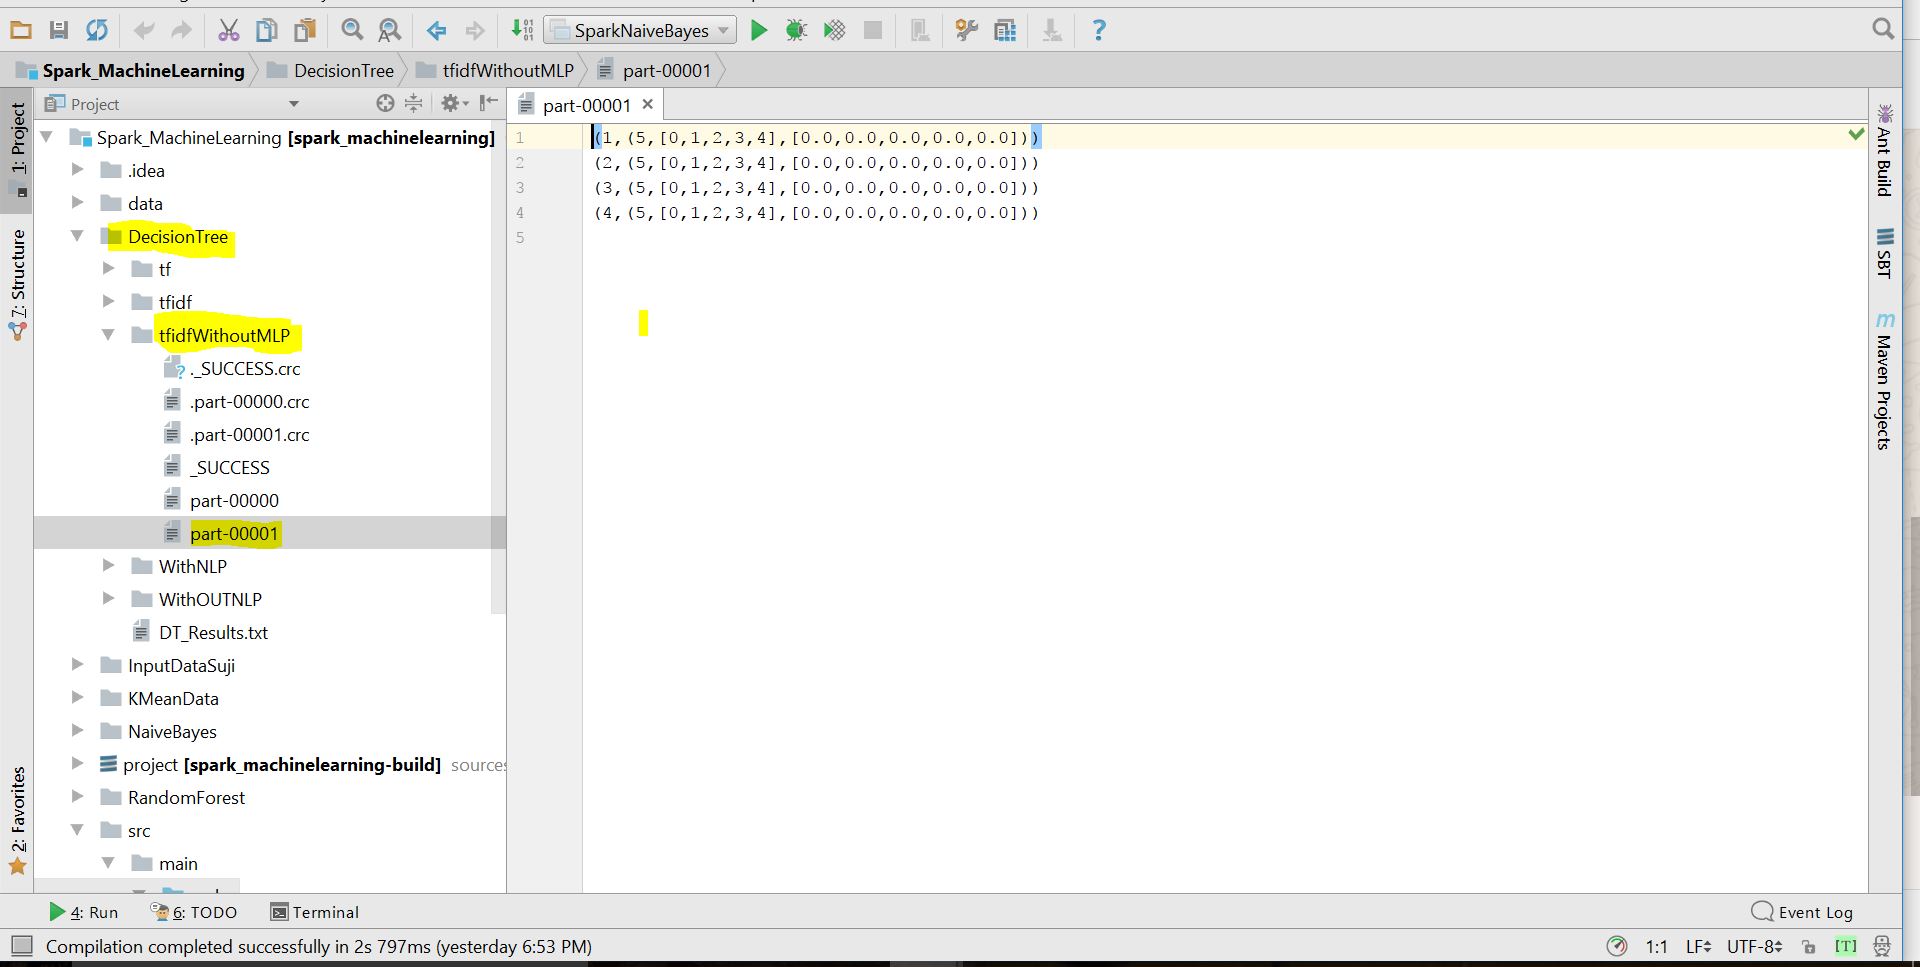 SparkNaiveBayes
Spark_MachineLearning
DecisionTree
tfidfWithoutMLP
part-00001
1: Project
7: Structure
2: Favorites
Project
Spark_MachineLearning [spark_machinelearning]
.idea
data
DecisionTree
tf
tfidf
tfidfWithoutMLP
._SUCCESS.crc
.part-00000.crc
.part-00001.crc
_SUCCESS
part-00000
part-00001
WithNLP
WithOUTNLP
DT_Results.txt
InputDataSuji
KMeanData
NaiveBayes
project [spark_machinelearning-build] sources
RandomForest
src
main
part-00001
1 (1,(5,[0,1,2,3,4],[0.0,0.0,0.0,0.0,0.0]))
2 (2,(5,[0,1,2,3,4],[0.0,0.0,0.0,0.0,0.0]))
3 (3,(5,[0,1,2,3,4],[0.0,0.0,0.0,0.0,0.0]))
4 (4,(5,[0,1,2,3,4],[0.0,0.0,0.0,0.0,0.0]))
5
Ant Build
SBT
Maven Projects
4: Run
6: TODO
Terminal
Event Log
Compilation completed successfully in 2s 797ms (yesterday 6:53 PM)
1:1
LF
UTF-8
[T]